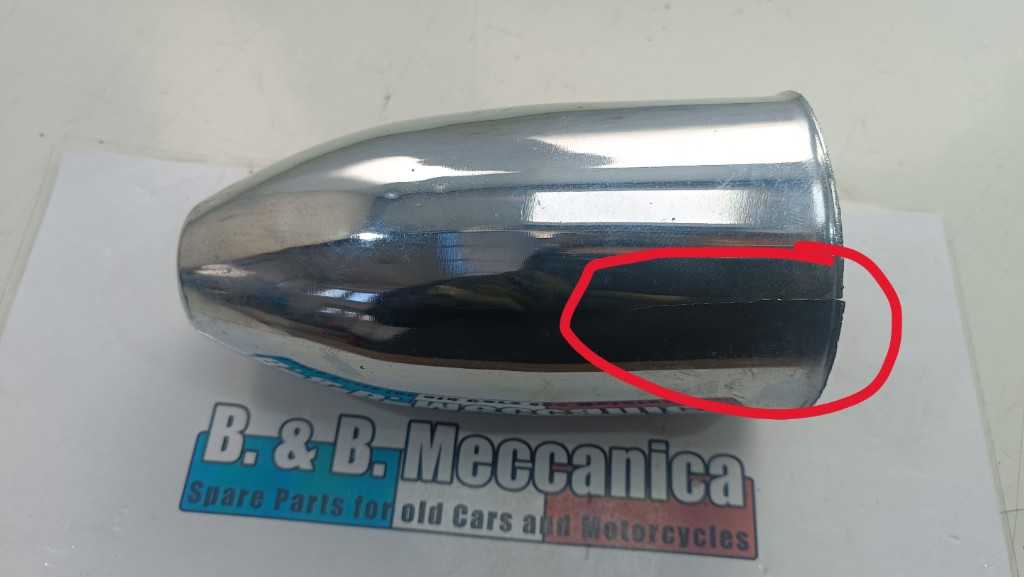 B. & B. Meccanica
Spare Parts for old Cars and Motorcycles